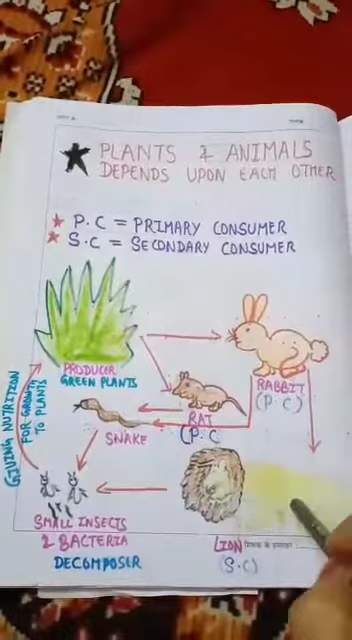 PLANTS & ANIMALS
DEPENDS UPON EACH OTHER
P.C = PRIMARY CONSUMER
S.C = SECONDARY CONSUMER
PRODUCER
GREEN PLANTS
RABBIT
(P.C)
RAT
(P.C
SNAKE
GIVING NUTRITION
FOR GROWTH
TO PLANTS
SMALL INSECTS
& BACTERIA
DECOMPOSER
LION
(S.C)